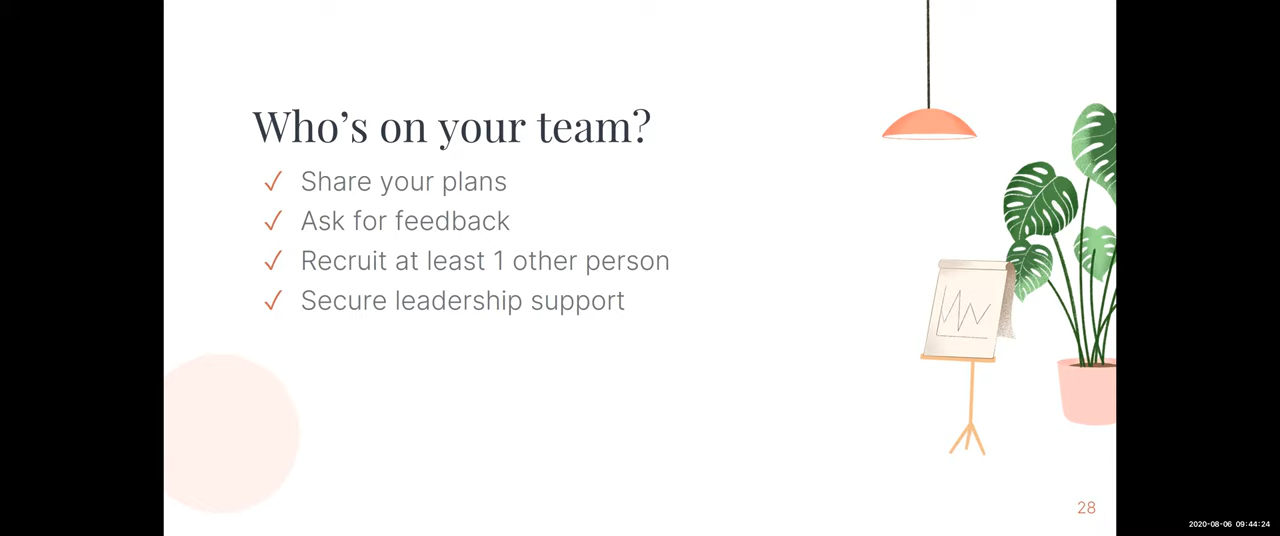 Who’s on your team?
✓ Share your plans
✓ Ask for feedback
✓ Recruit at least 1 other person
✓ Secure leadership support
28
2020-08-06 09:44:24